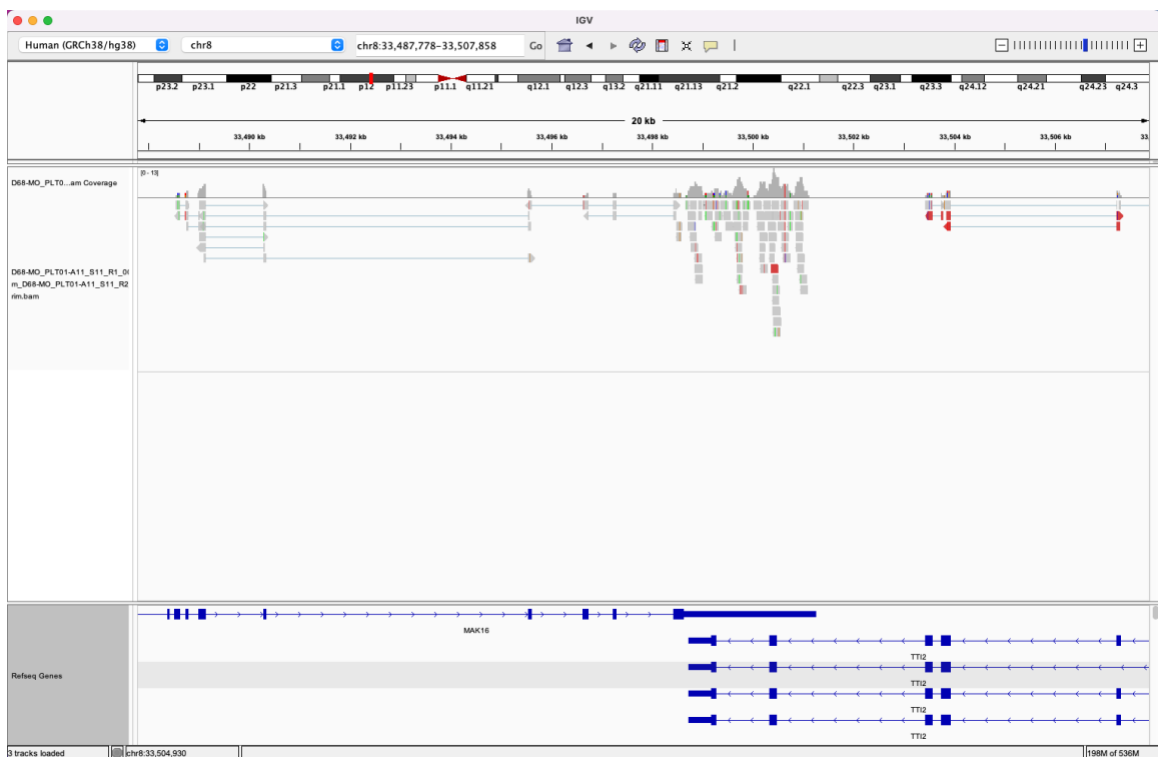 IGV
Human (GRCh38/hg38) chr8 chr8:33,487,778-33,507,858 Go
p23.2 p23.1 p22 p21.3 p21.1 p12 p11.23 p11.1 q11.21 q12.1 q12.3 q13.2 q21.11 q21.13 q21.2 q22.1 q22.3 q23.1 q23.3 q24.12 q24.21 q24.23 q24.3
20 kb
33,490 kb 33,492 kb 33,494 kb 33,496 kb 33,498 kb 33,500 kb 33,502 kb 33,504 kb 33,506 kb 33,
[0 - 13]
D68-MO_PLT0...am Coverage
D68-MO_PLT01-A11_S11_R1_0
m_D68-MO_PLT01-A11_S11_R2
rim.bam
MAK16
TTI2
TTI2
Refseq Genes
TTI2
TTI2
3 tracks loaded chr8:33,504,930 198M of 536M